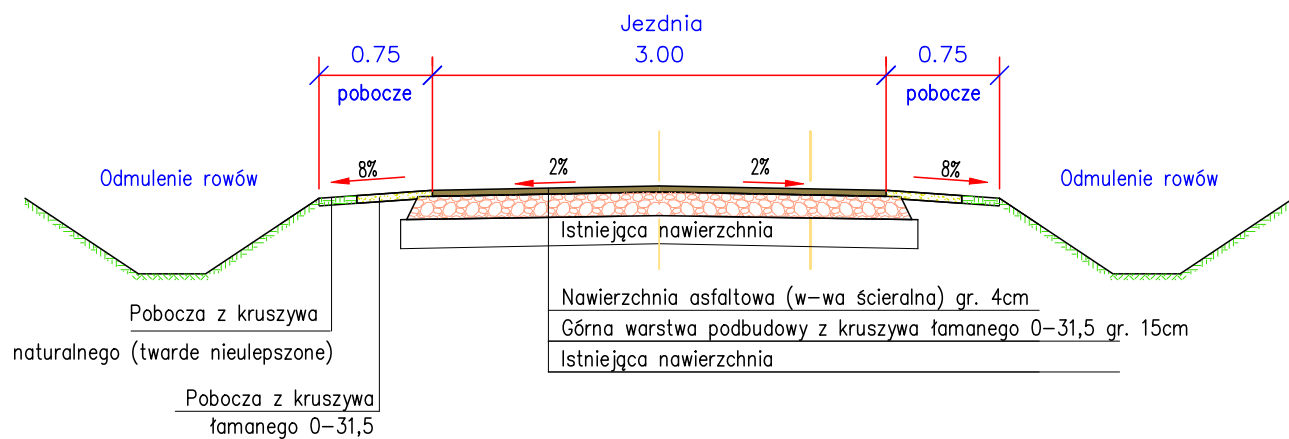 Jezdnia
0.75 3.00 0.75
pobocze pobocze
8% 2% 2% 8%
Odmulenie rowów Odmulenie rowów
Istniejąca nawierzchnia
Nawierzchnia asfaltowa (w-wa ścieralna) gr. 4cm
Górna warstwa podbudowy z kruszywa łamanego 0-31,5 gr. 15cm
Istniejąca nawierzchnia
Pobocza z kruszywa
naturalnego (twarde nieulepszone)
Pobocza z kruszywa
łamanego 0-31,5